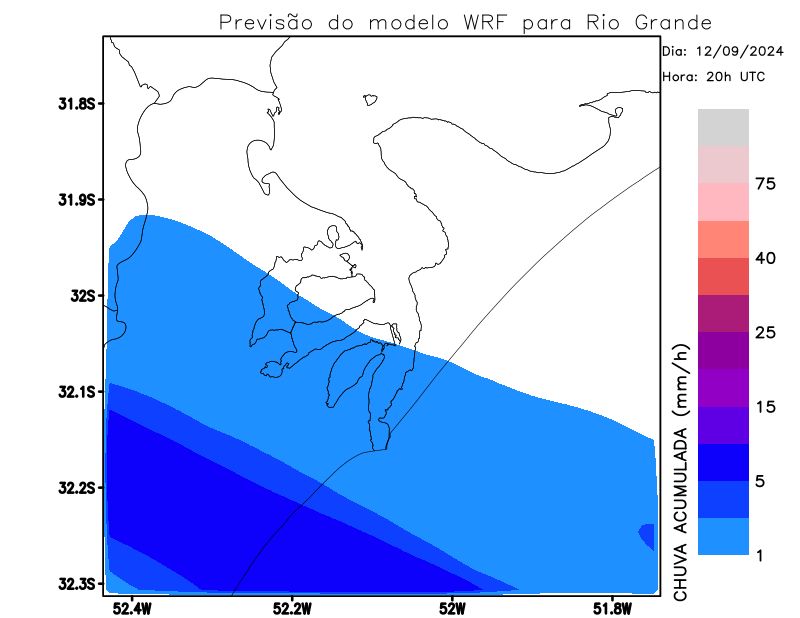 Previsão do modelo WRF para Rio Grande
Dia: 12/09/2024
Hora: 20h UTC
31.8S
31.9S
32S
32.1S
32.2S
32.3S
52.4W
52.2W
52W
51.8W
75
40
25
15
5
1
CHUVA ACUMULADA (mm/h)